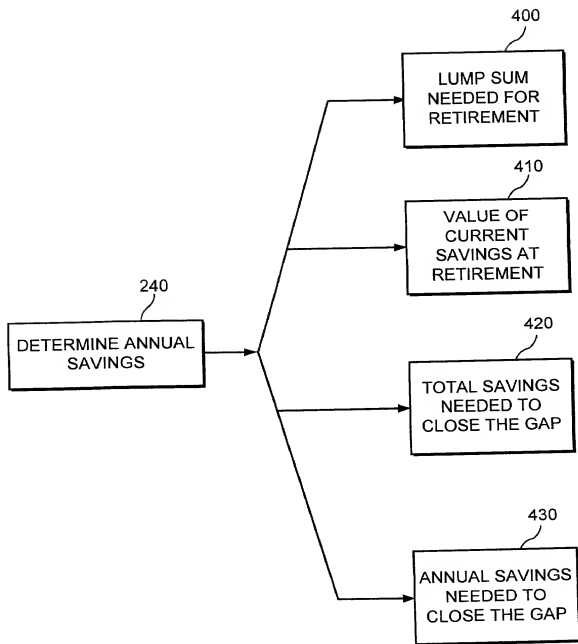 400
LUMP SUM
NEEDED FOR
RETIREMENT
410
VALUE OF
CURRENT
SAVINGS AT
RETIREMENT
240
DETERMINE ANNUAL
SAVINGS
420
TOTAL SAVINGS
NEEDED TO
CLOSE THE GAP
430
ANNUAL SAVINGS
NEEDED TO
CLOSE THE GAP